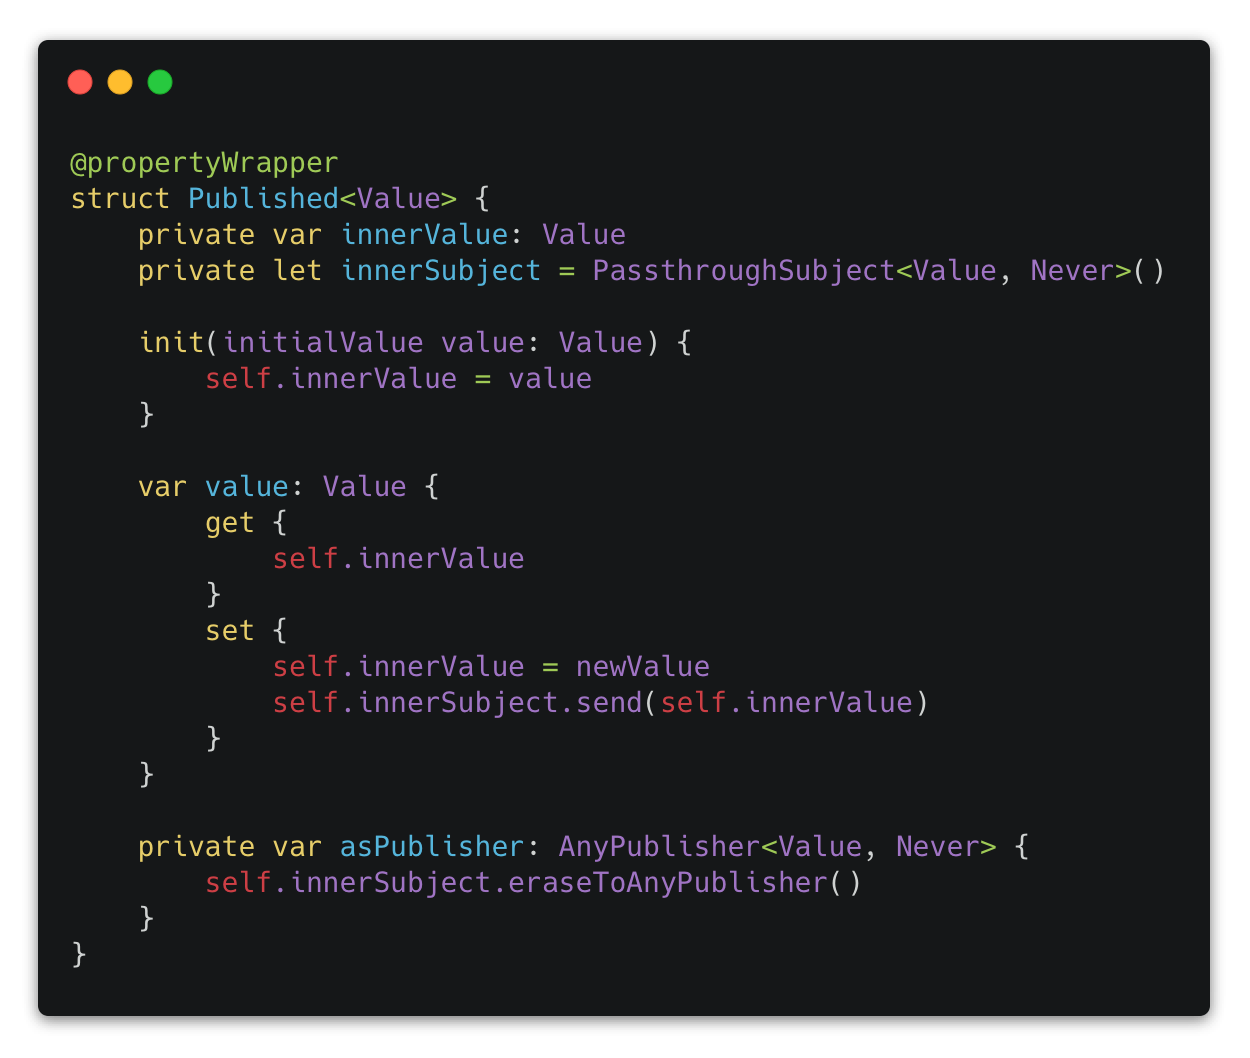 @propertyWrapper
struct Published<Value> {
    private var innerValue: Value
    private let innerSubject = PassthroughSubject<Value, Never>()

    init(initialValue value: Value) {
        self.innerValue = value
    }

    var value: Value {
        get {
            self.innerValue
        }
        set {
            self.innerValue = newValue
            self.innerSubject.send(self.innerValue)
        }
    }

    private var asPublisher: AnyPublisher<Value, Never> {
        self.innerSubject.eraseToAnyPublisher()
    }
}